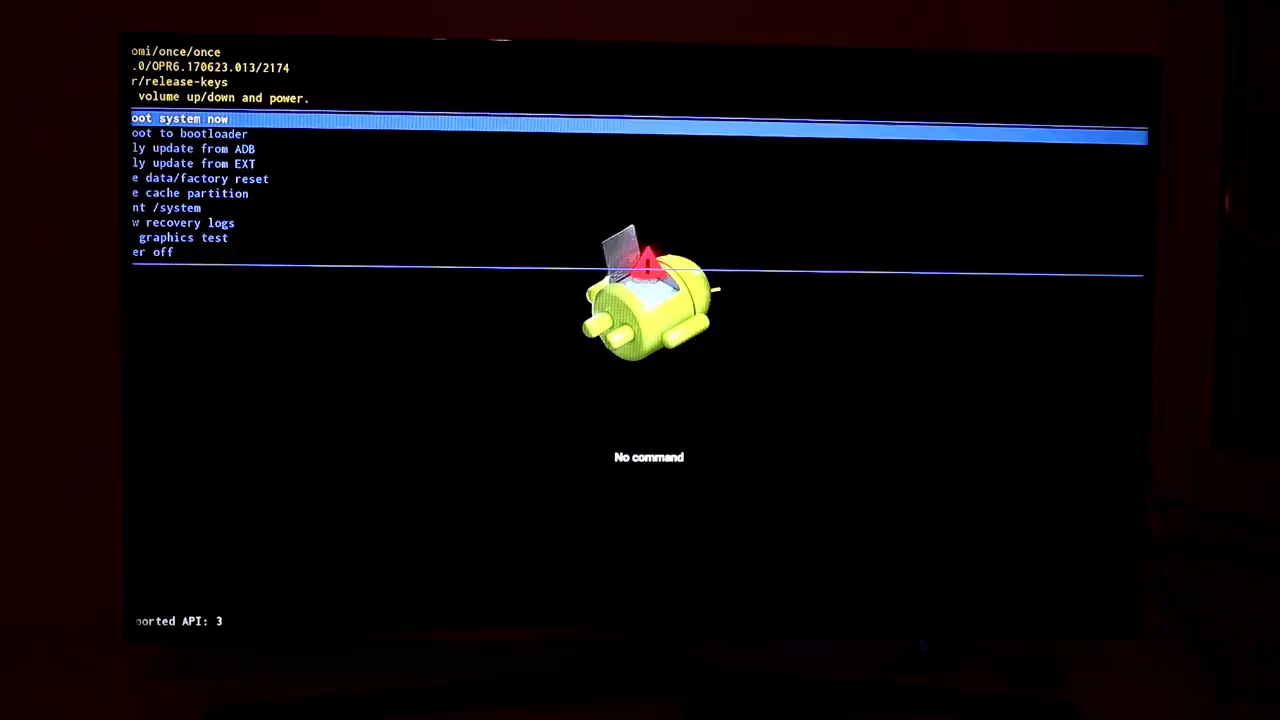 omi/once/once
.0/OPR6.170623.013/2174
r/release-keys
volume up/down and power.
oot system now
oot to bootloader
ly update from ADB
ly update from EXT
e data/factory reset
e cache partition
nt /system
w recovery logs
graphics test
er off
No command
orted API: 3